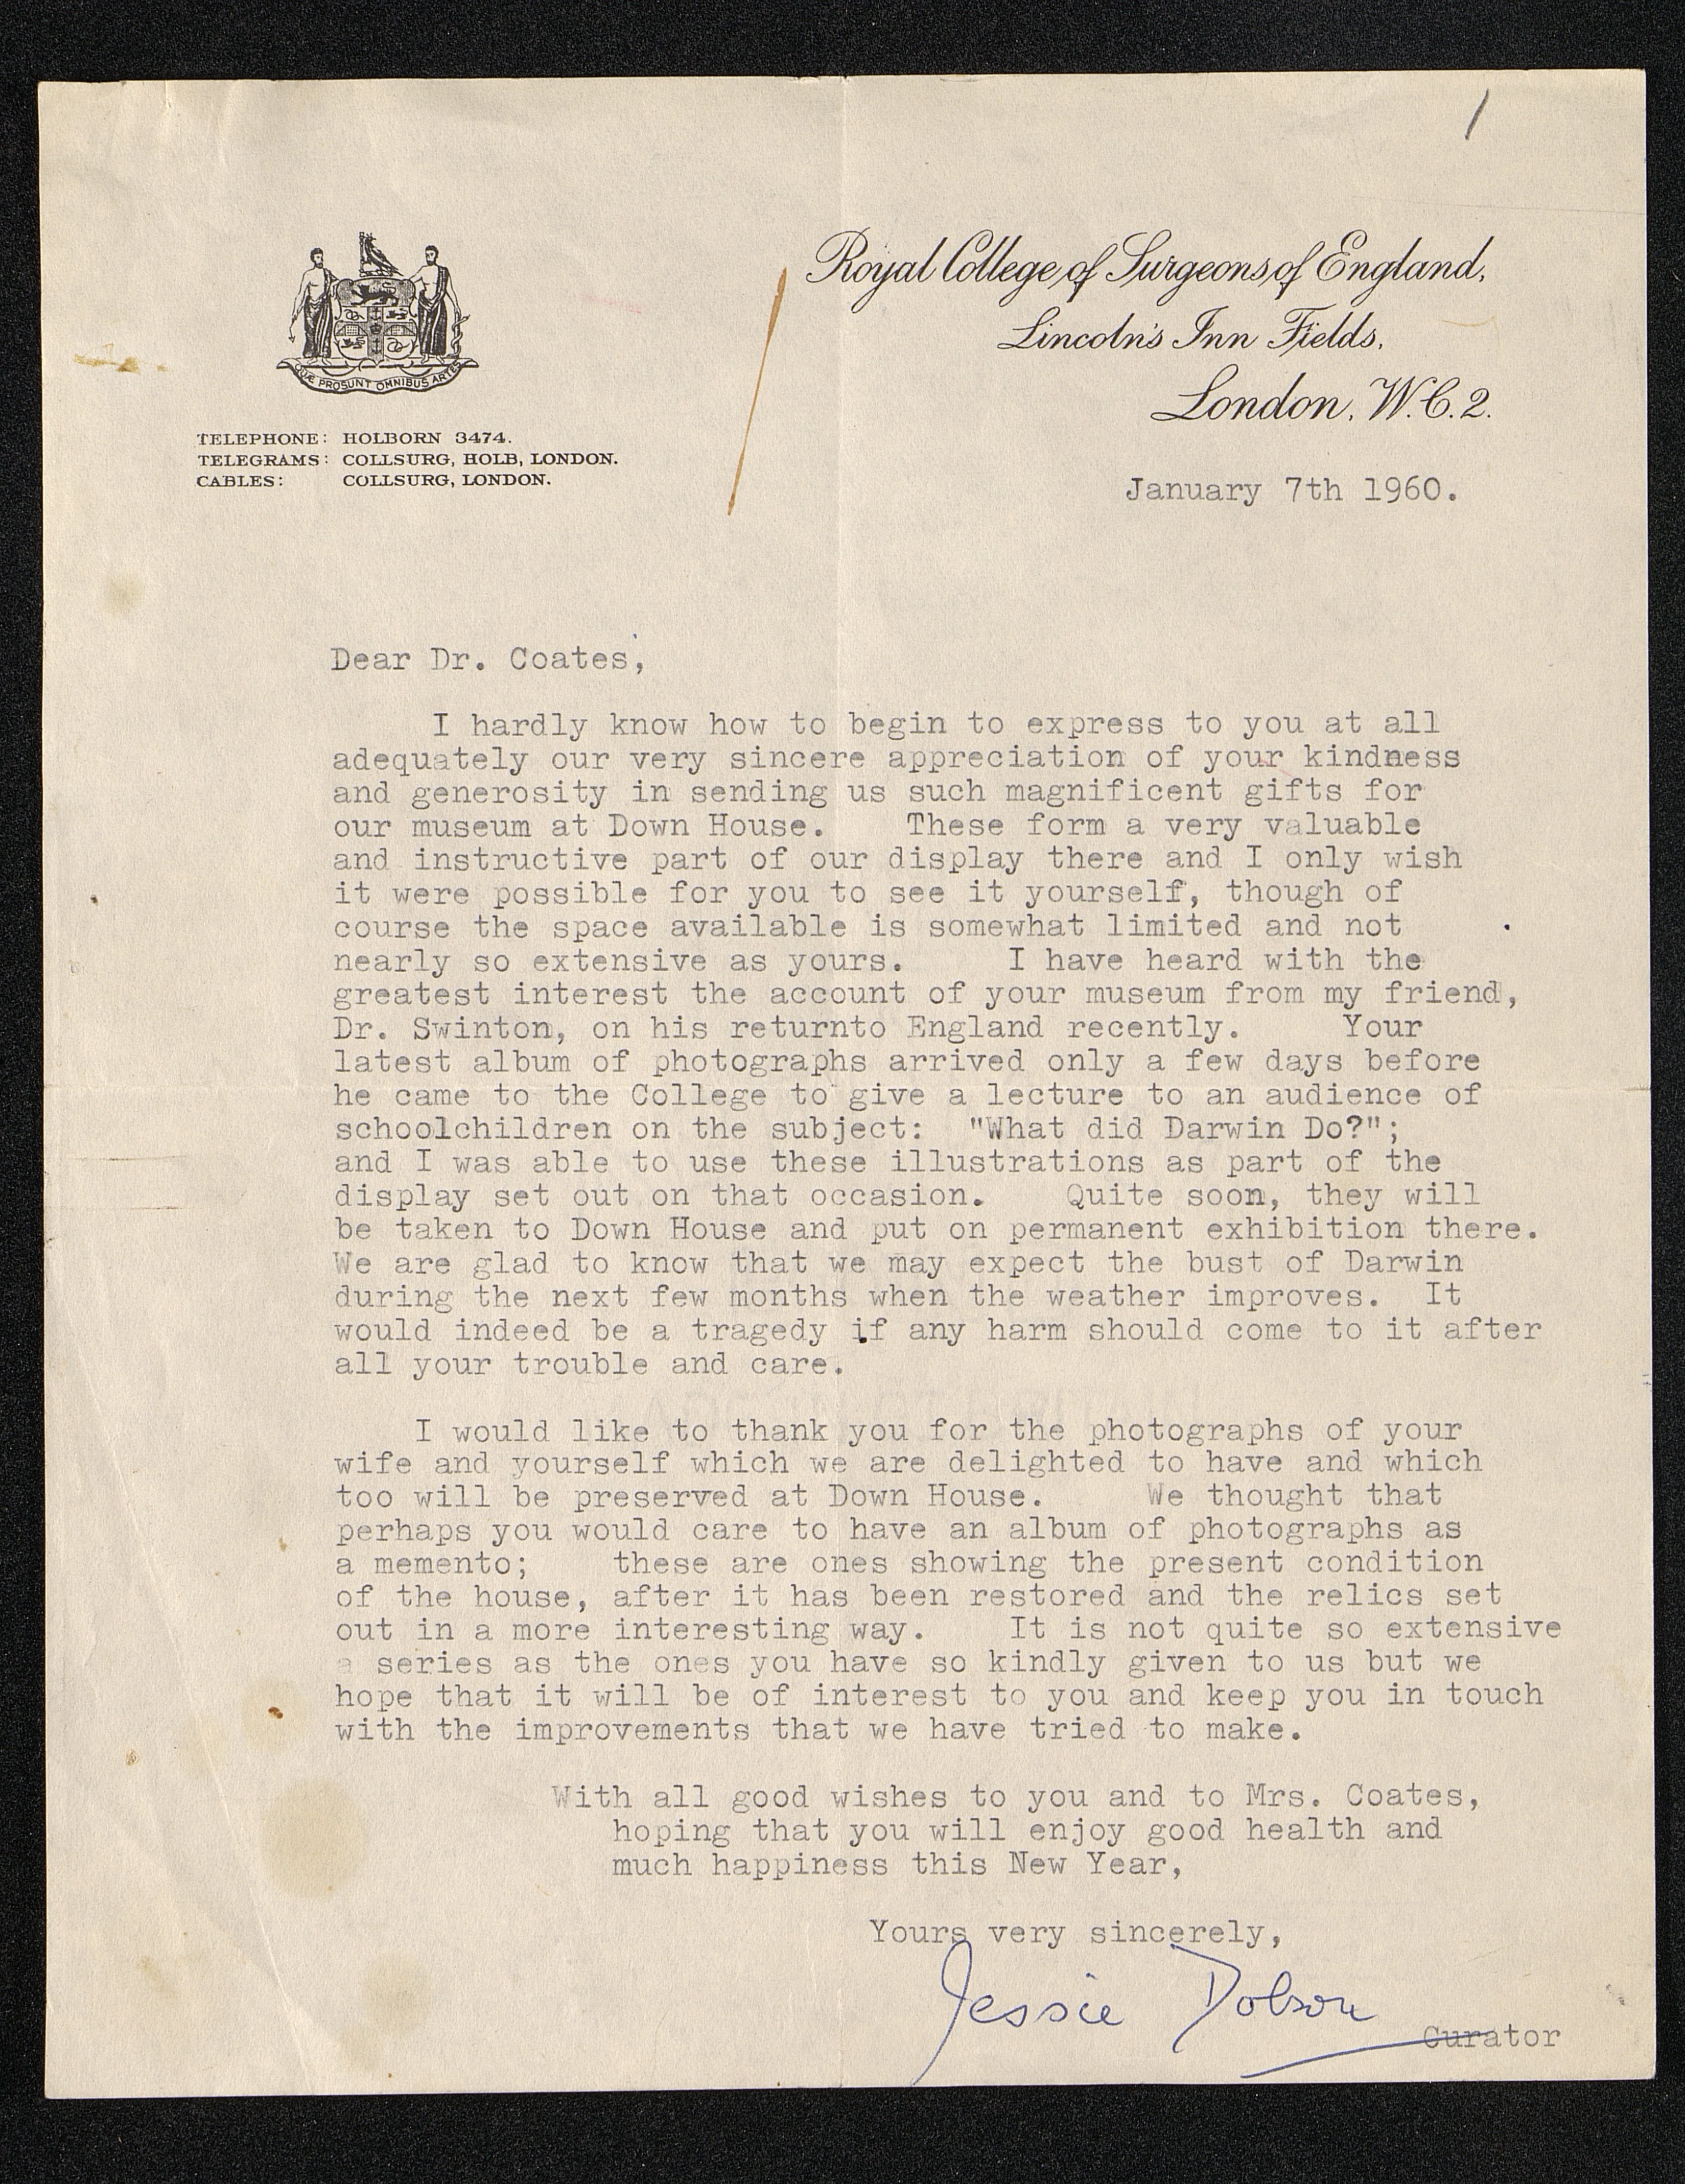 1
Royal College of Surgeons of England,
Lincoln's Inn Fields,
London, W.C.2.
QUÆ PROSUNT OMNIBUS ARTES
TELEPHONE: HOLBORN 3474.
TELEGRAMS: COLLSURG, HOLB, LONDON.
CABLES: COLLSURG, LONDON.
January 7th 1960.
Dear Dr. Coates,
I hardly know how to begin to express to you at all
adequately our very sincere appreciation of your kindness
and generosity in sending us such magnificent gifts for
our museum at Down House. These form a very valuable
and instructive part of our display there and I only wish
it were possible for you to see it yourself, though of
course the space available is somewhat limited and not
nearly so extensive as yours. I have heard with the
greatest interest the account of your museum from my friend,
Dr. Swinton, on his returnto England recently. Your
latest album of photographs arrived only a few days before
he came to the College to give a lecture to an audience of
schoolchildren on the subject: "What did Darwin Do?";
and I was able to use these illustrations as part of the
display set out on that occasion. Quite soon, they will
be taken to Down House and put on permanent exhibition there.
We are glad to know that we may expect the bust of Darwin
during the next few months when the weather improves. It
would indeed be a tragedy if any harm should come to it after
all your trouble and care.
I would like to thank you for the photographs of your
wife and yourself which we are delighted to have and which
too will be preserved at Down House. We thought that
perhaps you would care to have an album of photographs as
a memento; these are ones showing the present condition
of the house, after it has been restored and the relics set
out in a more interesting way. It is not quite so extensive
a series as the ones you have so kindly given to us but we
hope that it will be of interest to you and keep you in touch
with the improvements that we have tried to make.
With all good wishes to you and to Mrs. Coates,
hoping that you will enjoy good health and
much happiness this New Year,
Yours very sincerely,
Jessie Dobson
Curator